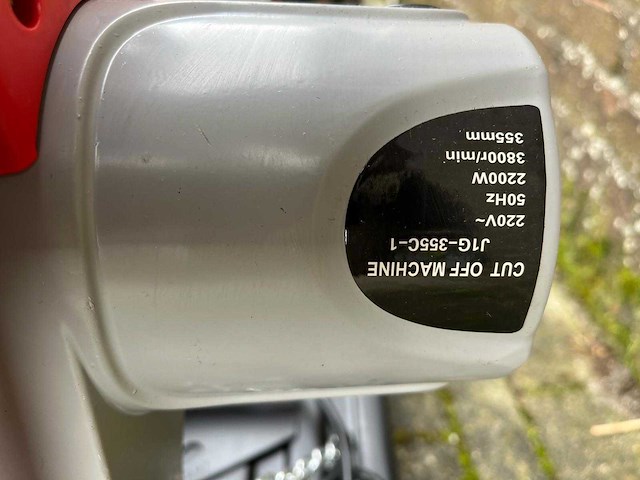 CUT OFF MACHINE
J1G-355C-1
220V~
50Hz
2200W
3800r/min
355mm